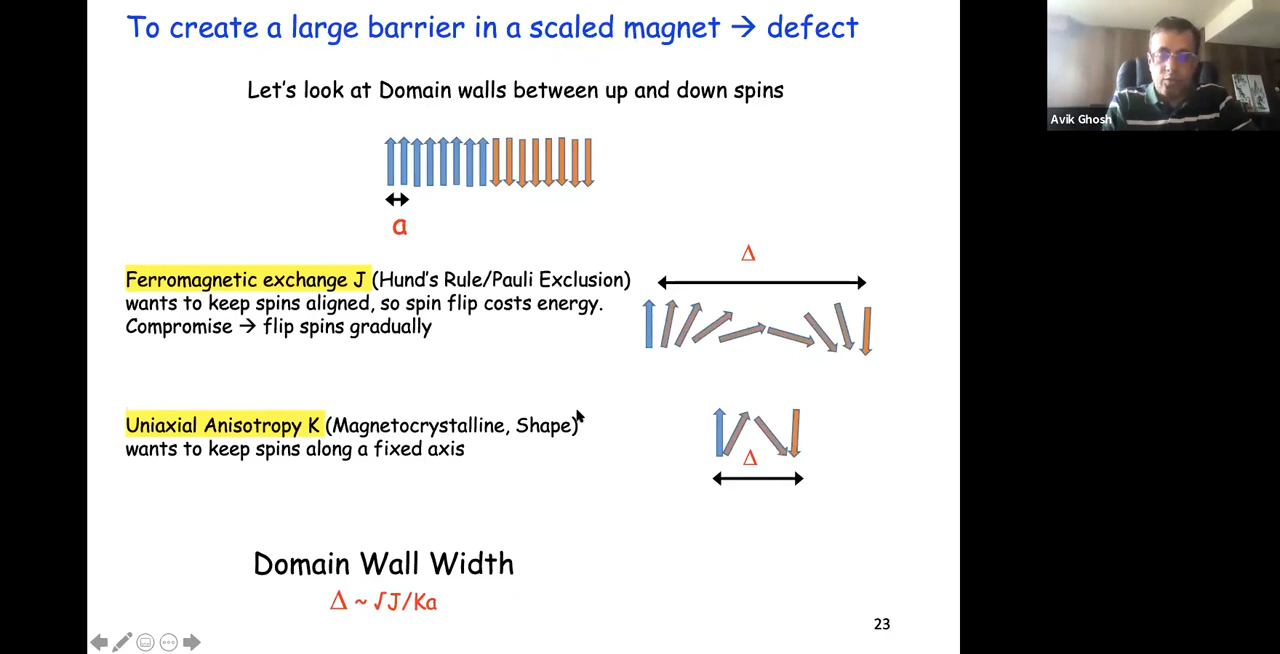 To create a large barrier in a scaled magnet → defect
Avik Ghosh
Let's look at Domain walls between up and down spins
a
Δ
Ferromagnetic exchange J (Hund's Rule/Pauli Exclusion)
wants to keep spins aligned, so spin flip costs energy.
Compromise → flip spins gradually
Uniaxial Anisotropy K (Magnetocrystalline, Shape)
wants to keep spins along a fixed axis
Δ
Domain Wall Width
Δ ~ √J/Ka
23